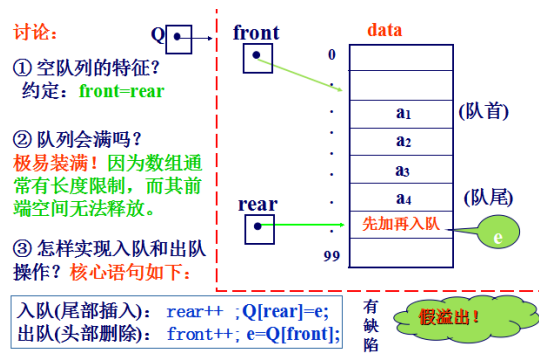 讨论：
① 空队列的特征？
约定：front=rear
② 队列会满吗？
极易装满！因为数组通
常有长度限制，而其前
端空间无法释放。
③ 怎样实现入队和出队
操作？核心语句如下：
Q
front
rear
data
0
.
.
.
.
.
99
a1
a2
a3
a4
先加再入队
(队首)
(队尾)
e
入队(尾部插入)： rear++ ;Q[rear]=e;
出队(头部删除)： front++; e=Q[front];
有
缺
陷
假溢出！